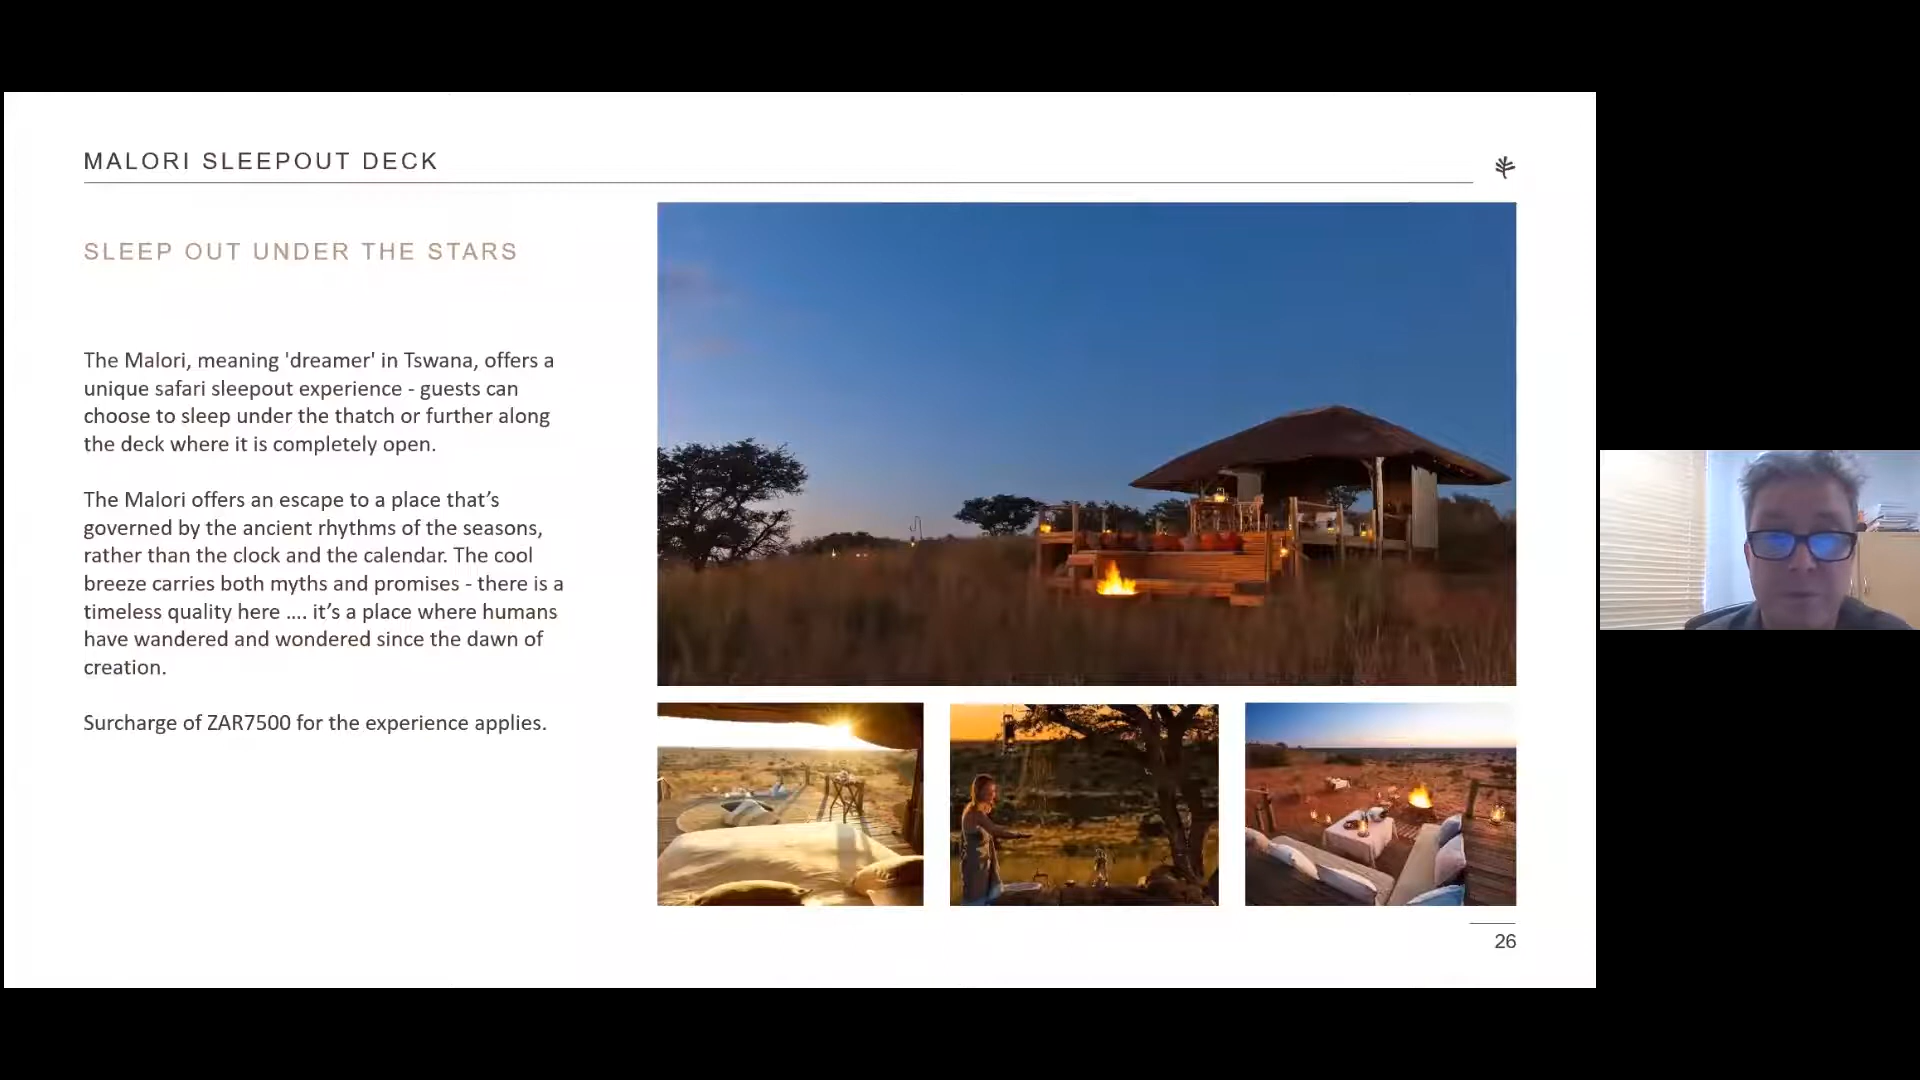 MALORI SLEEPOUT DECK
SLEEP OUT UNDER THE STARS
The Malori, meaning 'dreamer' in Tswana, offers a
unique safari sleepout experience - guests can
choose to sleep under the thatch or further along
the deck where it is completely open.
The Malori offers an escape to a place that’s
governed by the ancient rhythms of the seasons,
rather than the clock and the calendar. The cool
breeze carries both myths and promises - there is a
timeless quality here .... it’s a place where humans
have wandered and wondered since the dawn of
creation.
Surcharge of ZAR7500 for the experience applies.
26